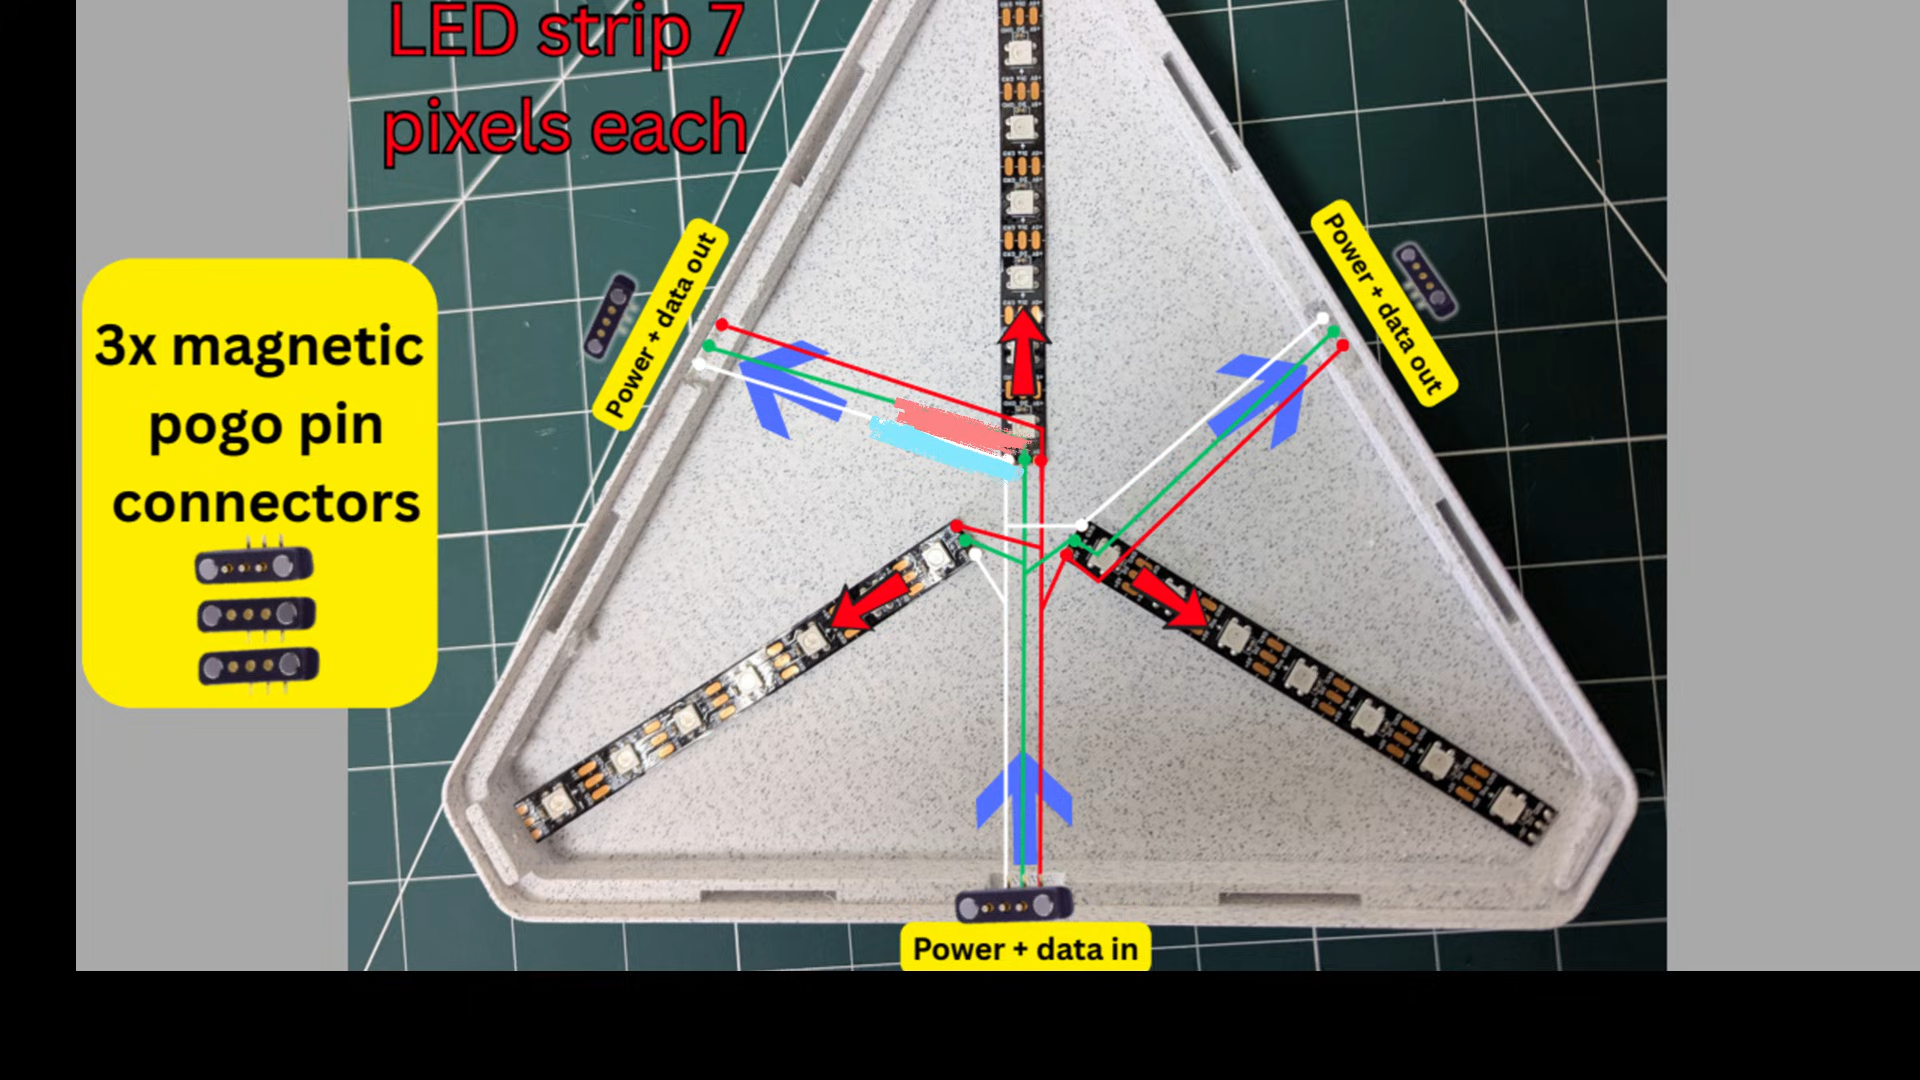 LED strip 7
pixels each
Power + data out
Power + data out
3x magnetic
pogo pin
connectors
Power + data in